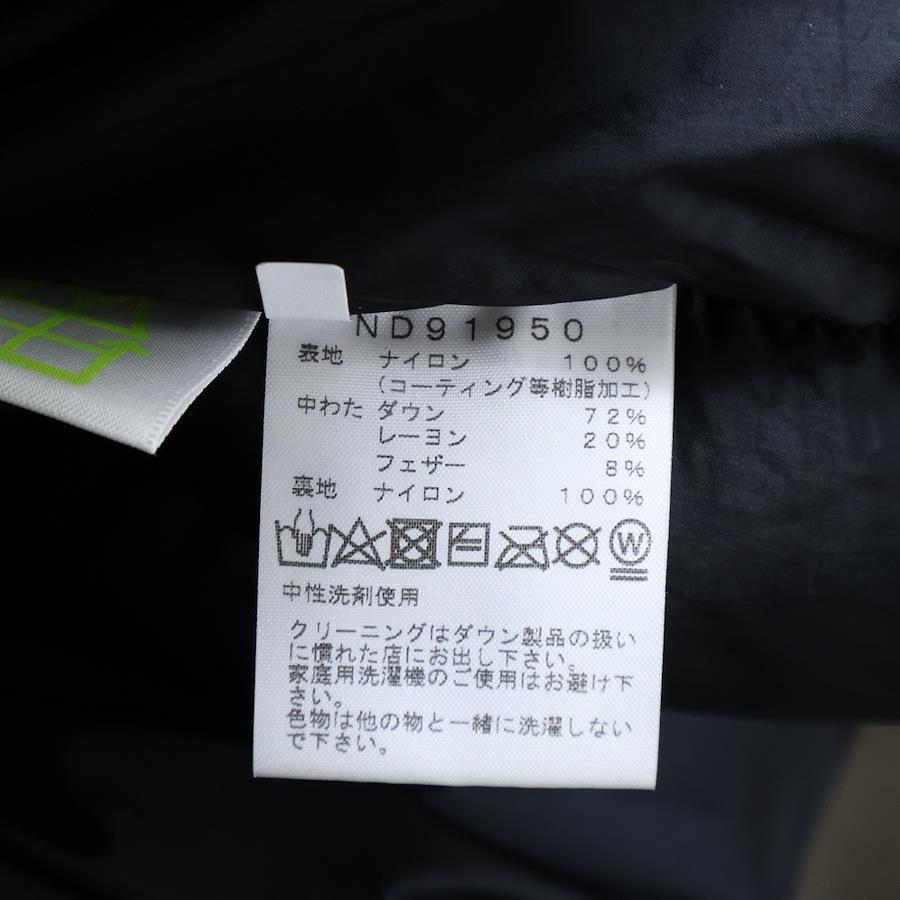 ND91950
表地 ナイロン 100%
(コーティング等樹脂加工)
中わた ダウン 72%
レーヨン 20%
フェザー 8%
裏地 ナイロン 100%
W
中性洗剤使用
クリーニングはダウン製品の扱い
に慣れた店にお出し下さい。
家庭用洗濯機のご使用はお避け下
さい。
色物は他の物と一緒に洗濯しない
で下さい。